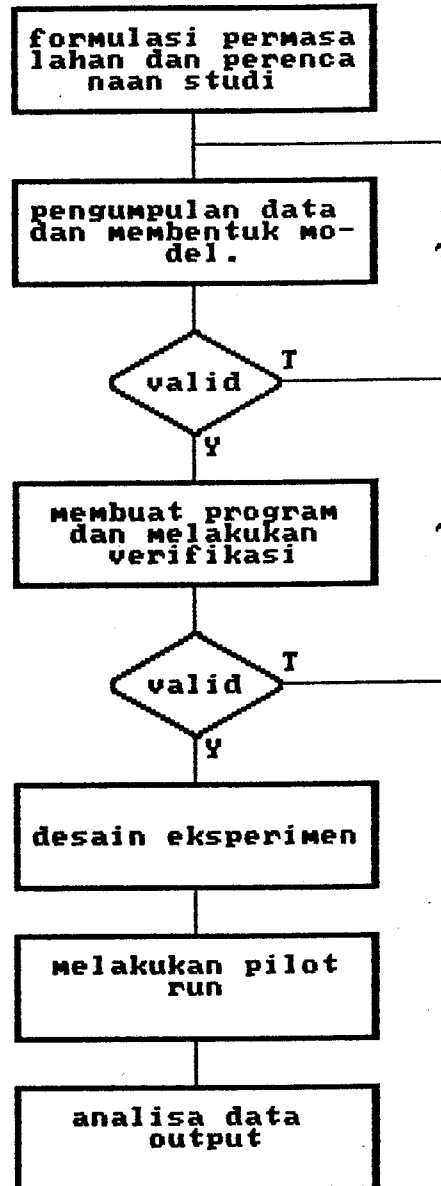 formulasi permasa
lahan dan perenca
naan studi
pengumpulan data
dan membentuk mo-
del.
valid
T
Y
membuat program
dan melakukan
verifikasi
valid
T
Y
desain eksperimen
melakukan pilot
run
analisa data
output